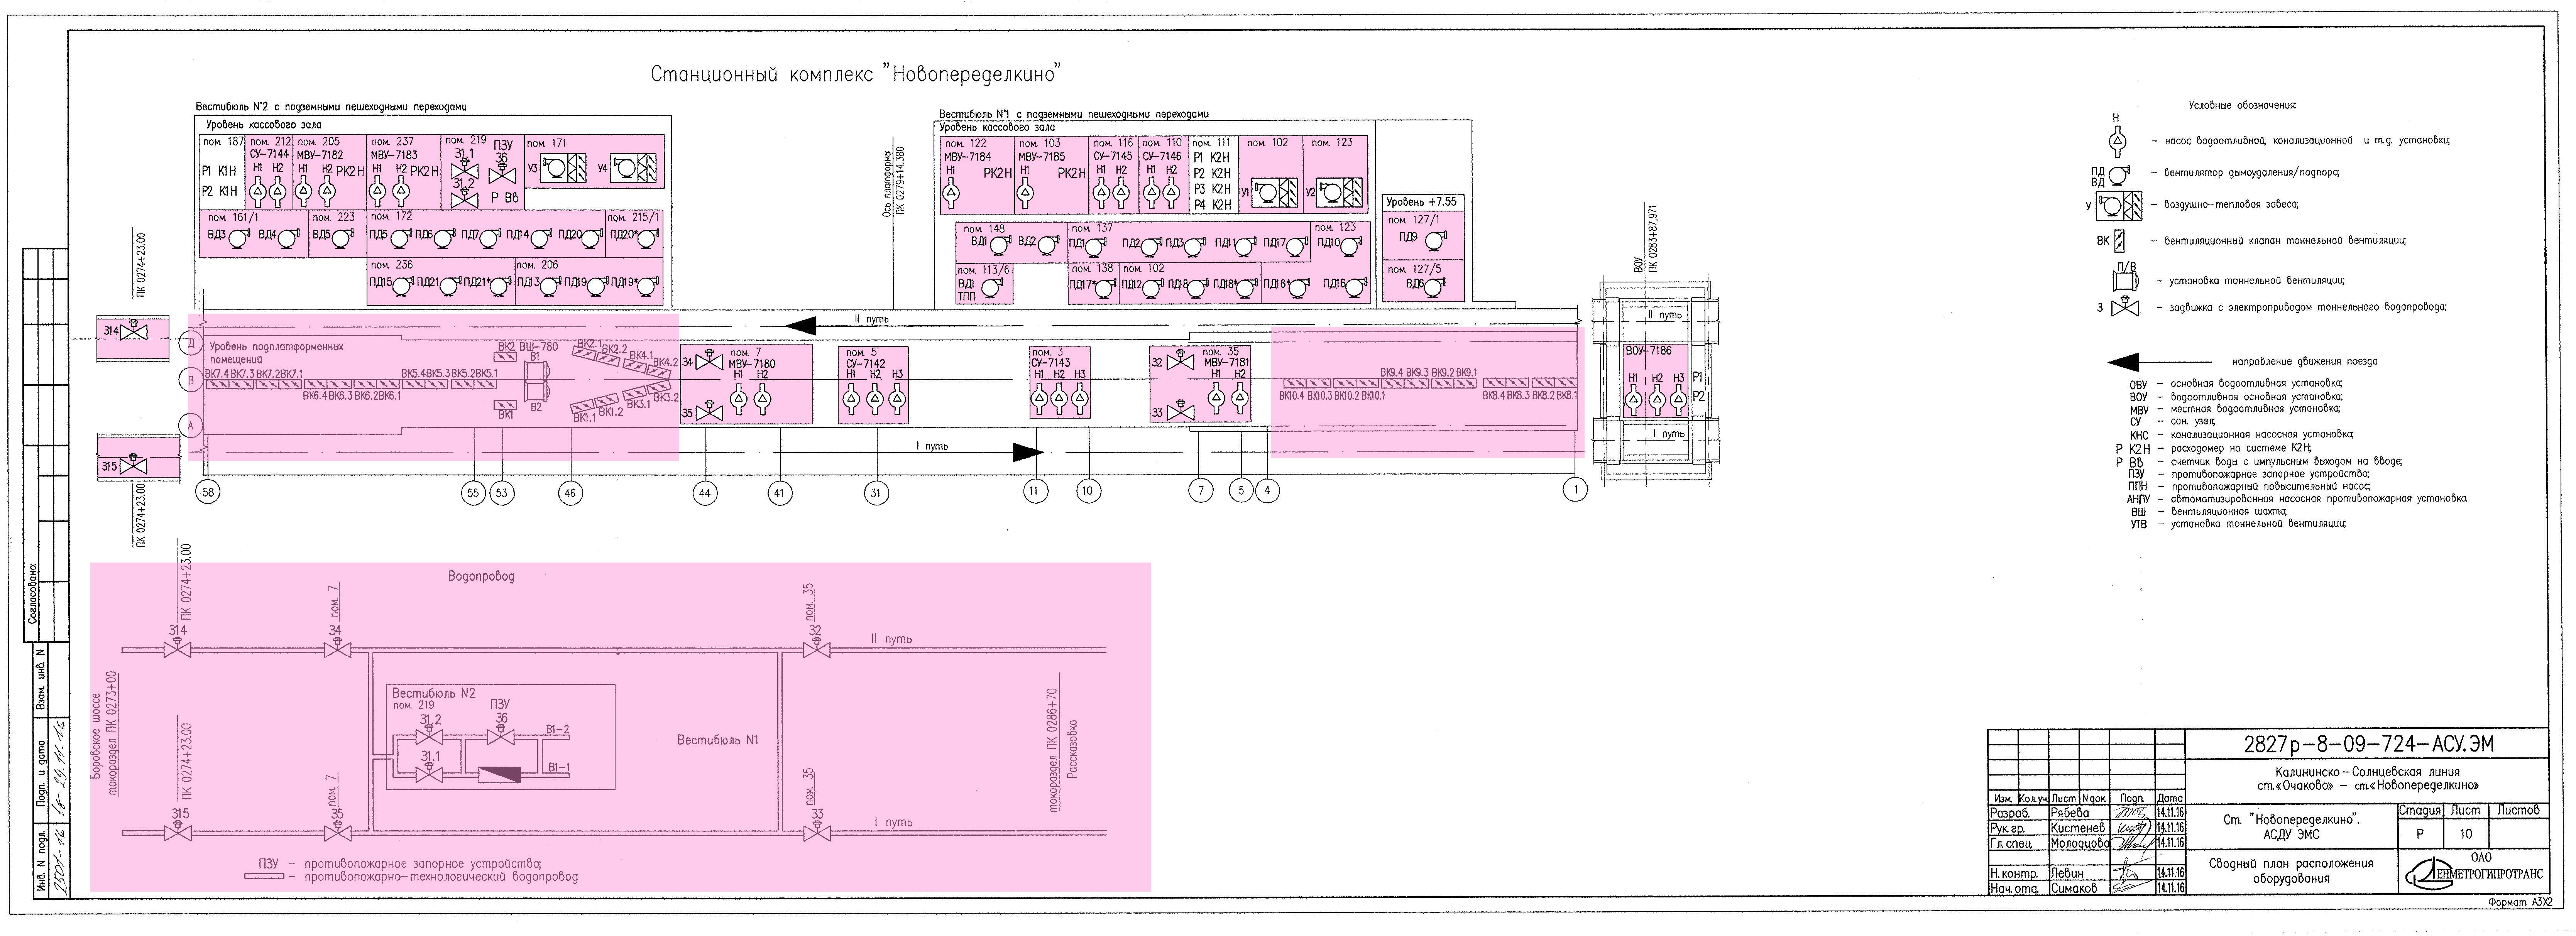 Станционный комплекс "Новопеределкино"
Вестибюль N°2 с подземными пешеходными переходами
Уровень кассового зала
пом. 187
Р1 К1Н
Р2 К1Н
пом. 212
СУ-7144
Н1 Н2
пом. 205
МВУ-7182
Н1 Н2 РК2Н
пом. 237
МВУ-7183
Н1 Н2 РК2Н
пом. 219
31.1
ПЗУ
36
31.2
Р Вв
пом. 171
У3 У4
пом. 161/1
ВД3 ВД4
пом. 223
ВД5
пом. 172
ПД5 ПД6 ПД7 ПД14 ПД20
пом. 215/1
ПД20*
пом. 236
ПД15 ПД21 ПД21*
пом. 206
ПД13 ПД19 ПД19*
Ось платформы
ПК 0279+14.380
Вестибюль N°1 с подземными пешеходными переходами
Уровень кассового зала
пом. 122
МВУ-7184
Н1 РК2Н
пом. 103
МВУ-7185
Н1 РК2Н
пом. 116
СУ-7145
Н1 Н2
пом. 110
СУ-7146
Н1 Н2
пом. 111
Р1 К2Н
Р2 К2Н
Р3 К2Н
Р4 К2Н
пом. 102
У1
пом. 123
У2
пом. 148
ВД1 ВД2
пом. 137
ПД1 ПД2 ПД3 ПД11 ПД17
пом. 123
ПД10
пом. 113/6
ВД1
ТПП
пом. 138
ПД17*
пом. 102
ПД12 ПД18 ПД18*
ПД16* ПД16
Уровень +7.55
пом. 127/1
ПД9
пом. 127/5
ВД6
ВОУ
ПК 0283+87,971
ПК 0274+23.00
314
315
ПК 0274+23.00
II путь
Д
В
А
Уровень подплатформенных
помещений
ВК7.4 ВК7.3 ВК7.2 ВК7.1
ВК6.4 ВК6.3 ВК6.2 ВК6.1
ВК5.4 ВК5.3 ВК5.2 ВК5.1
ВК2 ВШ-780
В1
В2
ВК1
ВК2.1
ВК2.2
ВК4.1
ВК4.2
ВК1.1
ВК1.2
ВК3.1
ВК3.2
34
35
пом. 7
МВУ-7180
Н1 Н2
пом. 5'
СУ-7142
Н1 Н2 Н3
пом. 3
СУ-7143
Н1 Н2 Н3
32
33
пом. 35
МВУ-7181
Н1 Н2
ВК9.4 ВК9.3 ВК9.2 ВК9.1
ВК10.4 ВК10.3 ВК10.2 ВК10.1
ВК8.4 ВК8.3 ВК8.2 ВК8.1
II путь
ВОУ-7186
Н1 Н2 Н3
Р1
Р2
I путь
I путь
58 55 53 46 44 41 31 11 10 7 5 4 1
Водопровод
ПК 0274+23.00
314
пом. 7
34
пом. 35
32
II путь
Боровское шоссе
токораздел ПК 0273+00
Вестибюль N2
пом. 219
31.2
ПЗУ
36
В1-2
31.1
В1-1
Вестибюль N1
токораздел ПК 0286+70
Рассказовка
ПК 0274+23.00
315
пом. 7
38
пом. 35
33
I путь
ПЗУ – противопожарное запорное устройство;
– противопожарно-технологический водопровод
Условные обозначения:
Н
– насос водоотливной, канализационной и т.д. установки;
ПД
ВД
– вентилятор дымоудаления/подпора;
У
– воздушно-тепловая завеса;
ВК
– вентиляционный клапан тоннельной вентиляции;
П/В
– установка тоннельной вентиляции;
З
– задвижка с электроприводом тоннельного водопровода;
направление движения поезда
ОВУ – основная водоотливная установка;
ВОУ – водоотливная основная установка;
МВУ – местная водоотливная установка;
СУ – сан. узел;
КНС – канализационная насосная установка;
Р К2Н – расходомер на системе К2Н;
Р Вв – счетчик воды с импульсным выходом на вводе;
ПЗУ – противопожарное запорное устройство;
ППН – противопожарный повысительный насос;
АНПУ – автоматизированная насосная противопожарная установка.
ВШ – вентиляционная шахта;
УТВ – установка тоннельной вентиляции;
Согласовано:
Взам. инв. N
Подп. и дата
29.11.16
Инв. N подл.
2501-16
2827р-8-09-724-АСУ.ЭМ
Калининско-Солнцевская линия
ст.«Очаково» – ст.«Новопеределкино»
Изм. Кол.уч Лист Nдок Подп. Дата
Разраб. Рябева 14.11.16
Рук.гр. Кистенев 14.11.16
Гл.спец. Молодцова 14.11.16
Н.контр. Левин 14.11.16
Нач. отд. Симаков 14.11.16
Ст. "Новопеределкино".
АСДУ ЭМС
Стадия Лист Листов
Р 10
Сводный план расположения
оборудования
ОАО
ЛЕНМЕТРОГИПРОТРАНС
Формат А3Х2